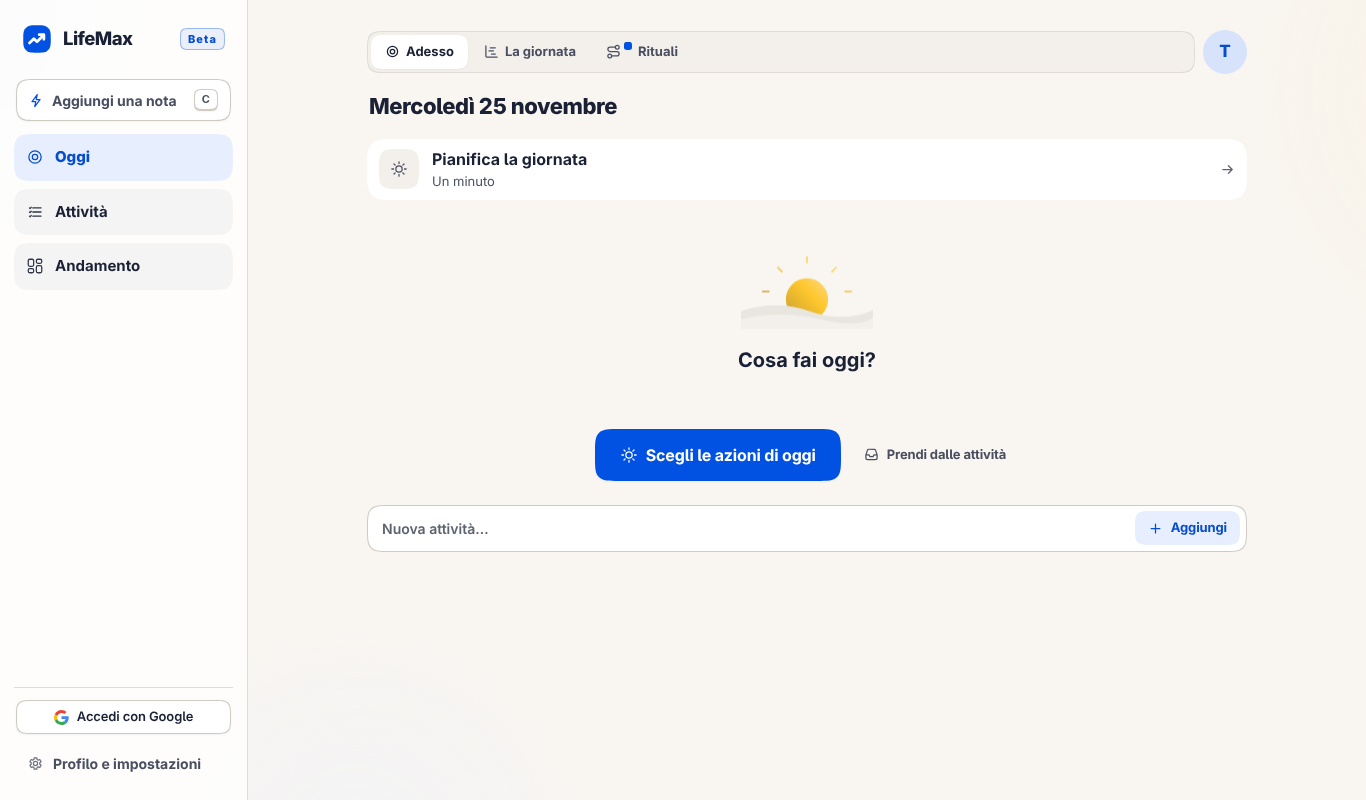 LifeMax
Beta
Aggiungi una nota
C
Oggi
Attività
Andamento
Accedi con Google
Profilo e impostazioni
Adesso
La giornata
Rituali
T
Mercoledì 25 novembre
Pianifica la giornata
Un minuto
Cosa fai oggi?
Scegli le azioni di oggi
Prendi dalle attività
Nuova attività...
Aggiungi